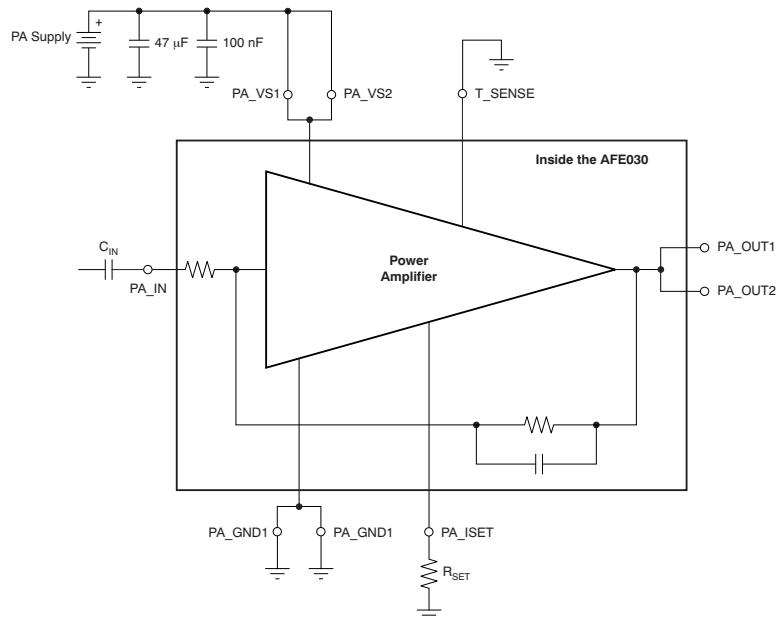 PA Supply
+
47 μF
100 nF
PA_VS1
PA_VS2
T_SENSE
Inside the AFE030
C_IN
PA_IN
Power
Amplifier
PA_OUT1
PA_OUT2
PA_GND1
PA_GND1
PA_ISET
R_SET